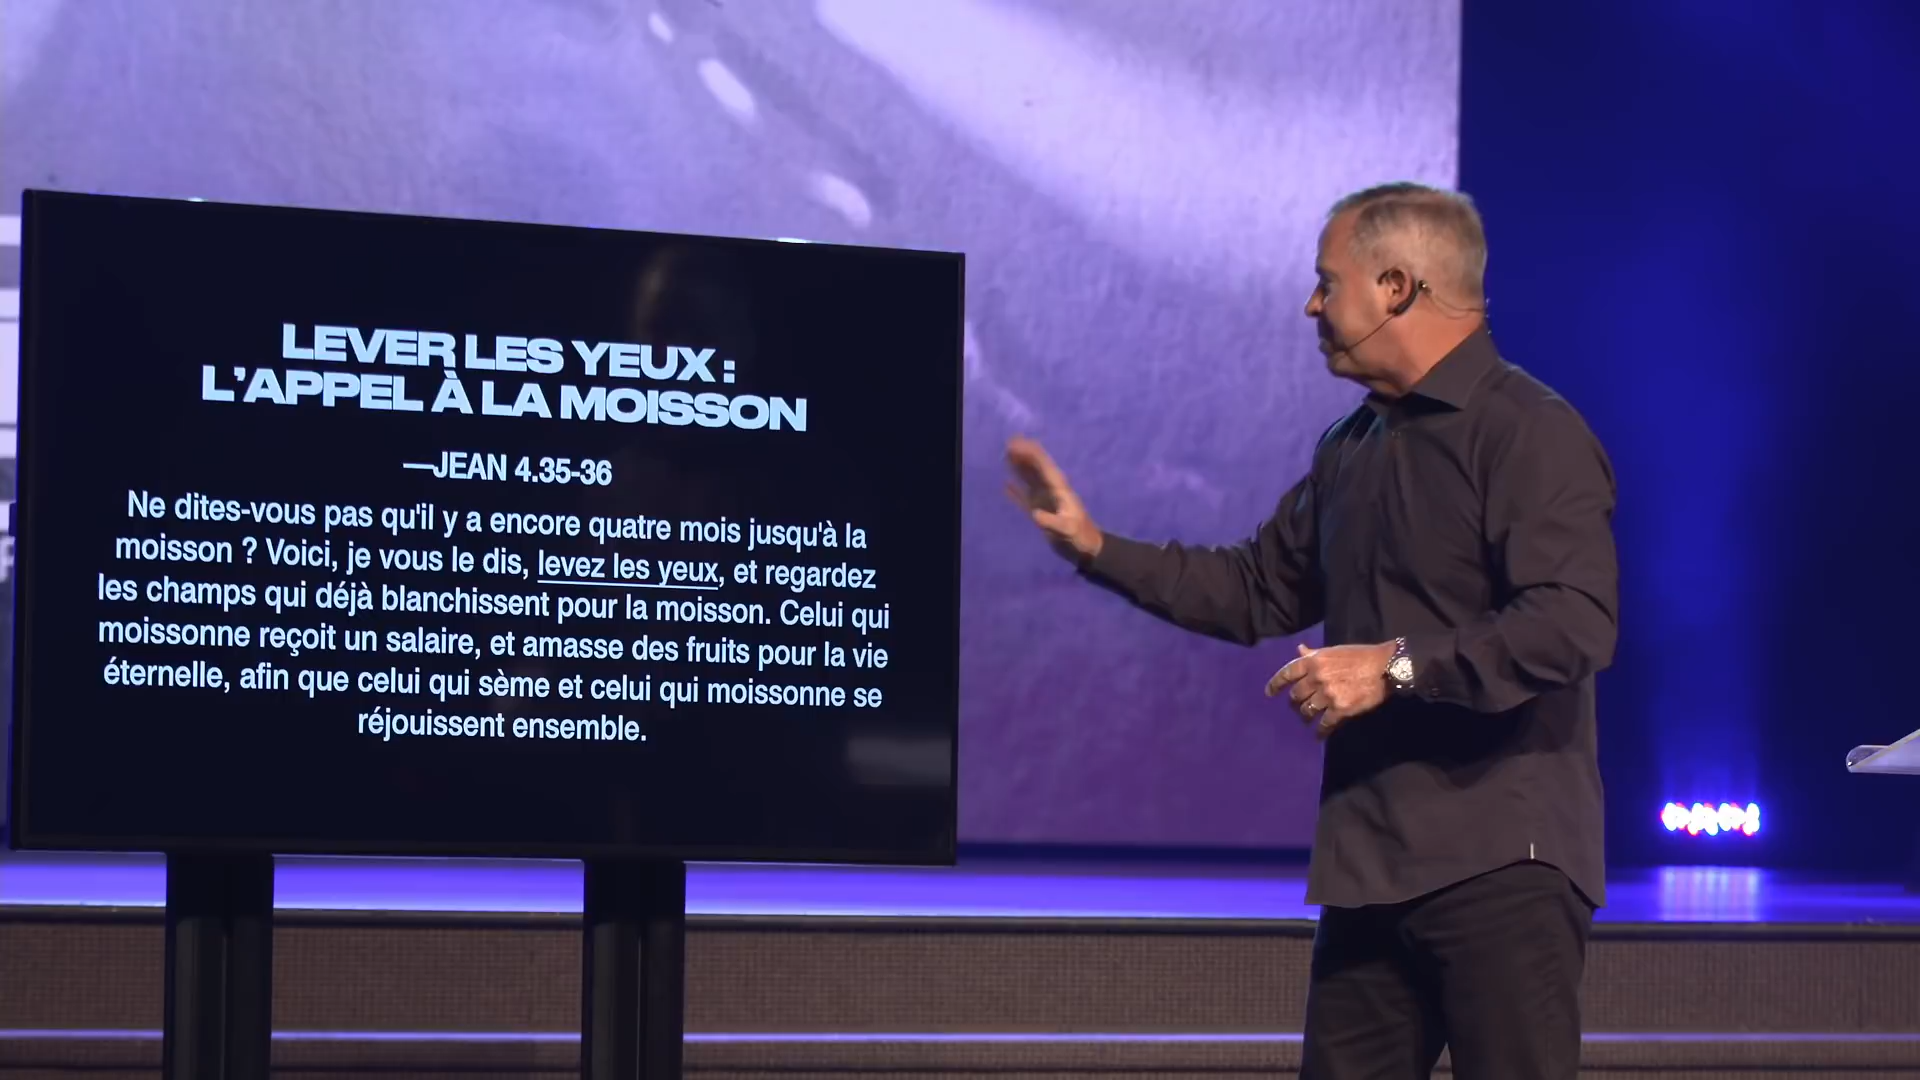 LEVER LES YEUX :
L'APPEL À LA MOISSON
—JEAN 4.35-36
Ne dites-vous pas qu'il y a encore quatre mois jusqu'à la
moisson ? Voici, je vous le dis, levez les yeux, et regardez
les champs qui déjà blanchissent pour la moisson. Celui qui
moissonne reçoit un salaire, et amasse des fruits pour la vie
éternelle, afin que celui qui sème et celui qui moissonne se
réjouissent ensemble.